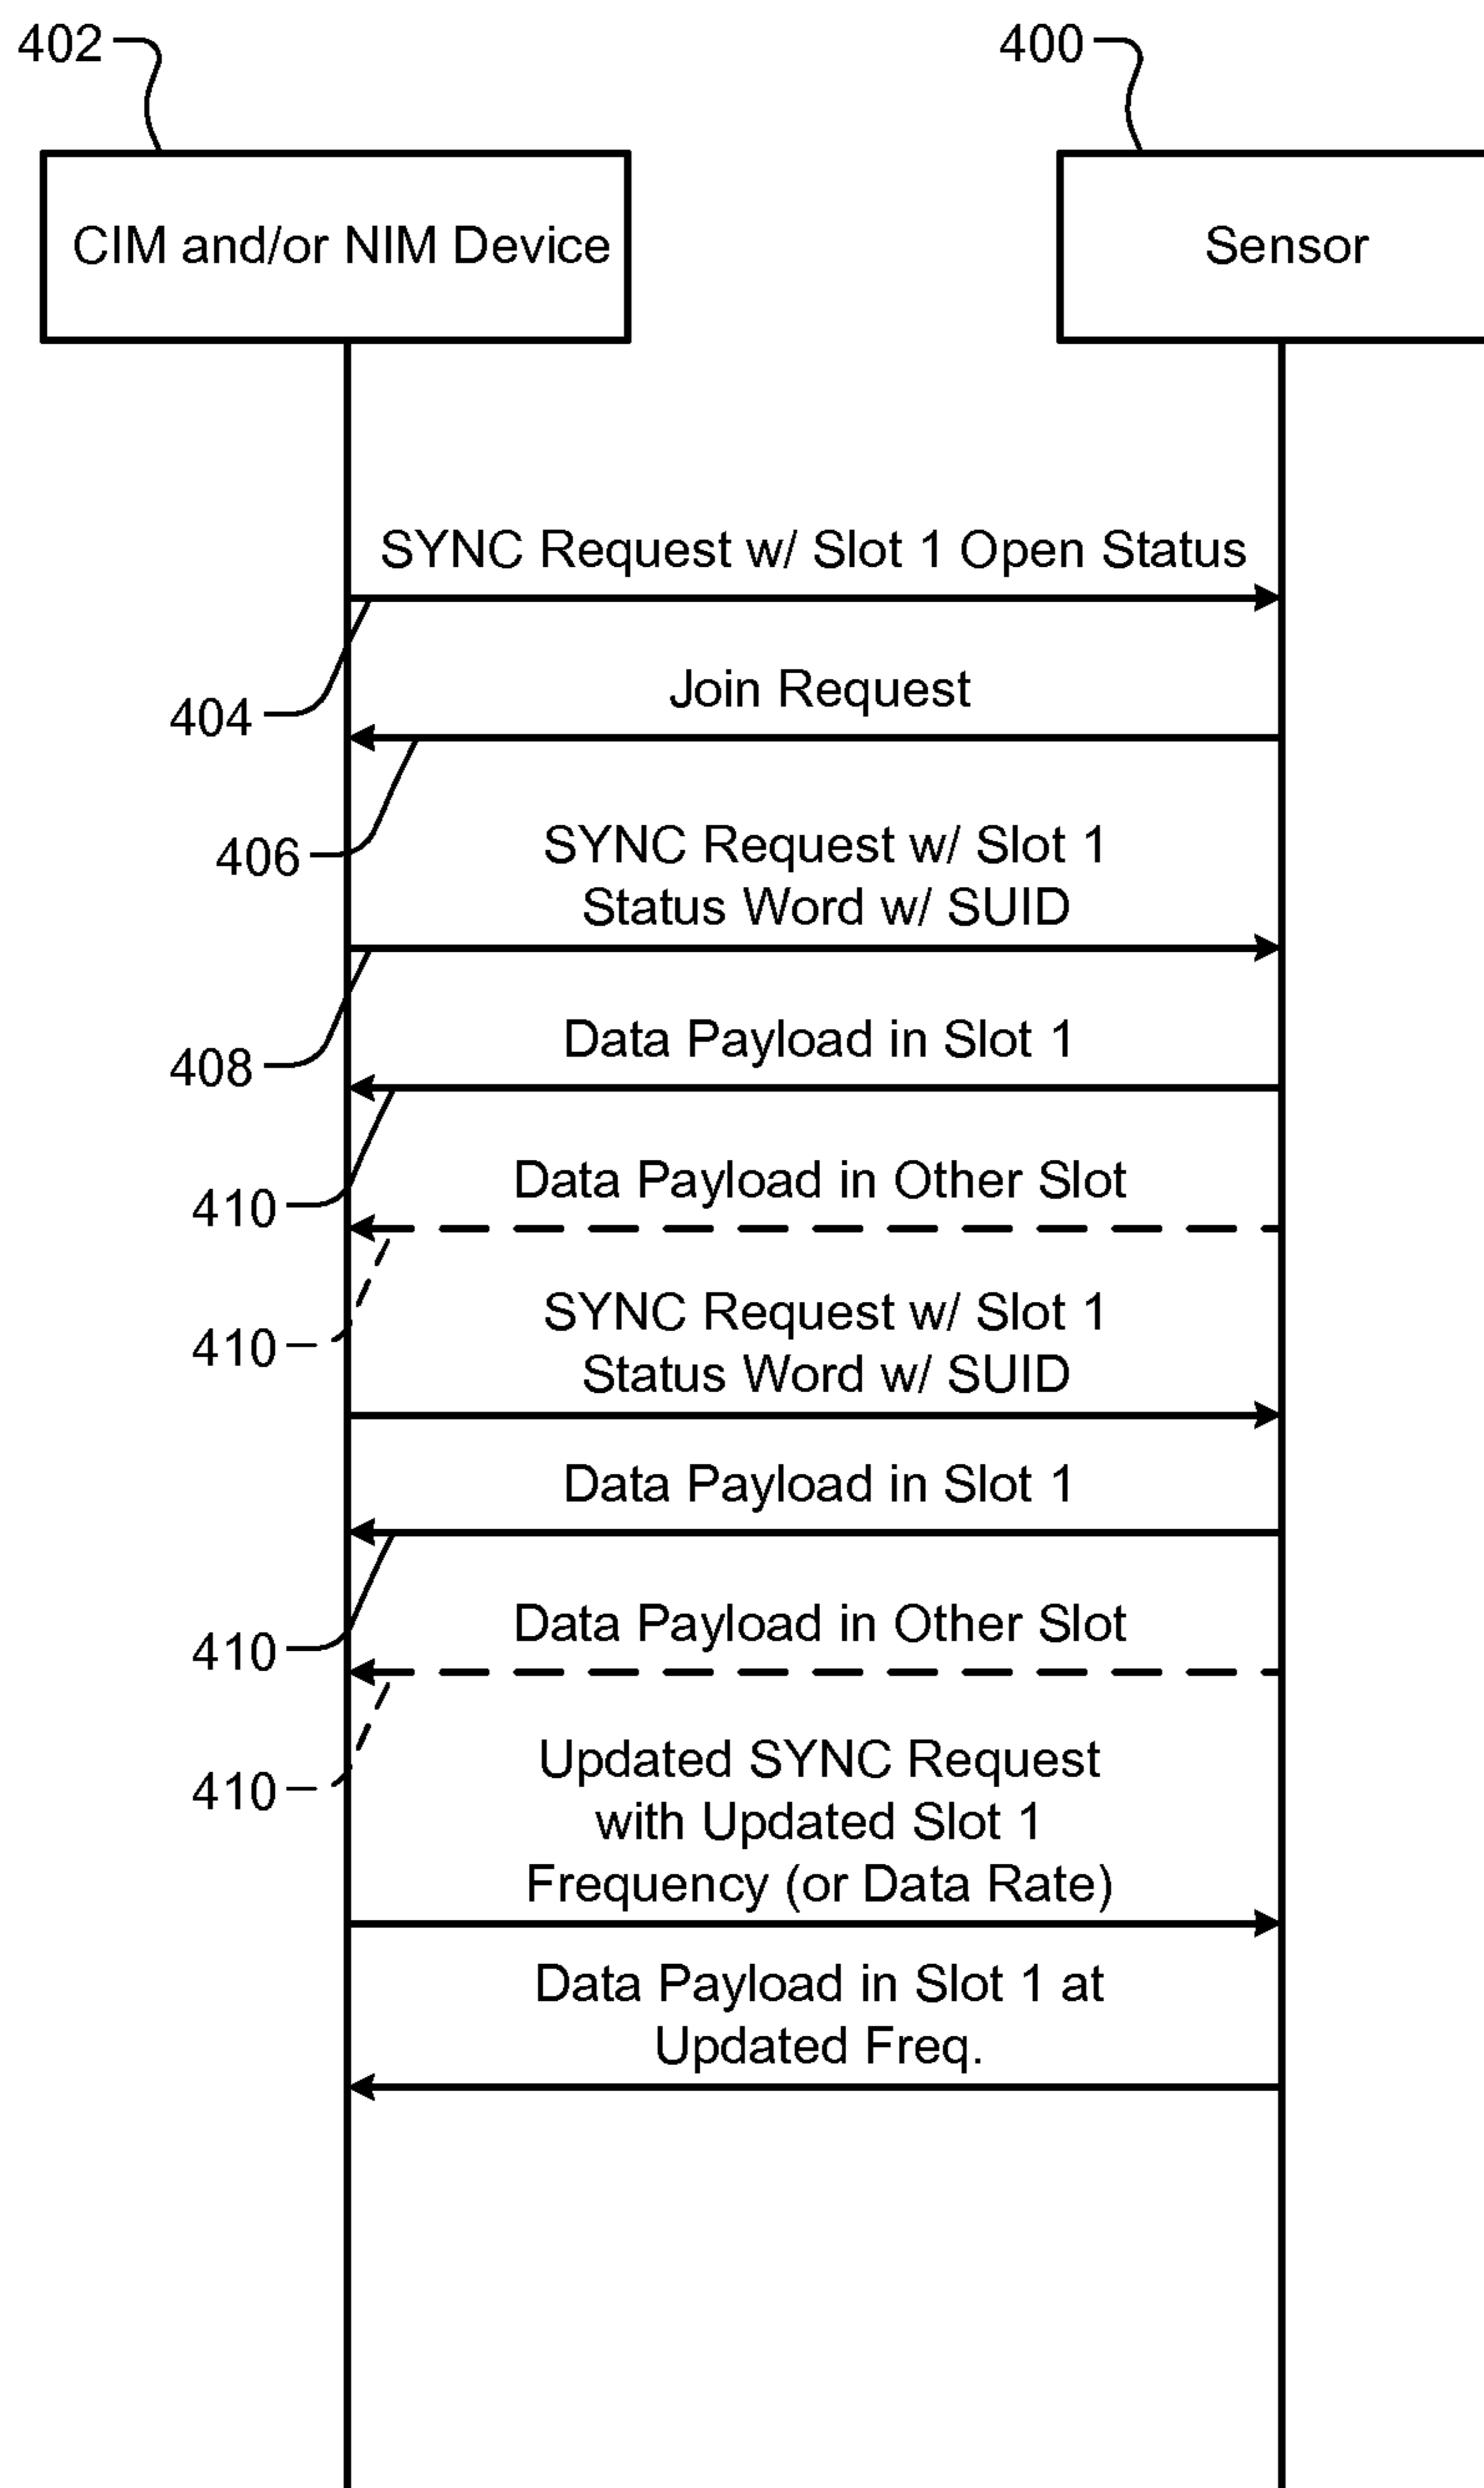 402
400
CIM and/or NIM Device
Sensor
SYNC Request w/ Slot 1 Open Status
404
Join Request
406
SYNC Request w/ Slot 1
Status Word w/ SUID
408
Data Payload in Slot 1
410
Data Payload in Other Slot
410
SYNC Request w/ Slot 1
Status Word w/ SUID
Data Payload in Slot 1
410
Data Payload in Other Slot
410
Updated SYNC Request
with Updated Slot 1
Frequency (or Data Rate)
Data Payload in Slot 1 at
Updated Freq.